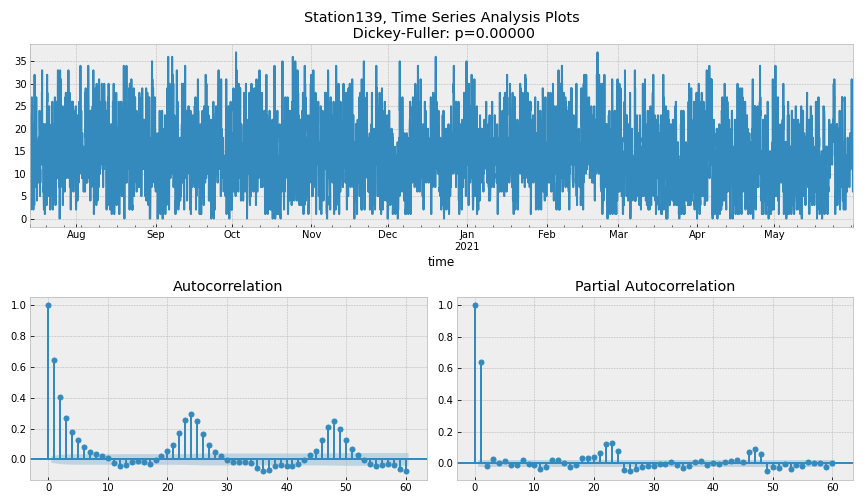 Station139, Time Series Analysis Plots
Dickey-Fuller: p=0.00000
35
30
25
20
15
10
5
0
Aug Sep Oct Nov Dec Jan Feb Mar Apr May
2021
time
Autocorrelation
1.0
0.8
0.6
0.4
0.2
0.0
0 10 20 30 40 50 60
Partial Autocorrelation
1.0
0.8
0.6
0.4
0.2
0.0
0 10 20 30 40 50 60